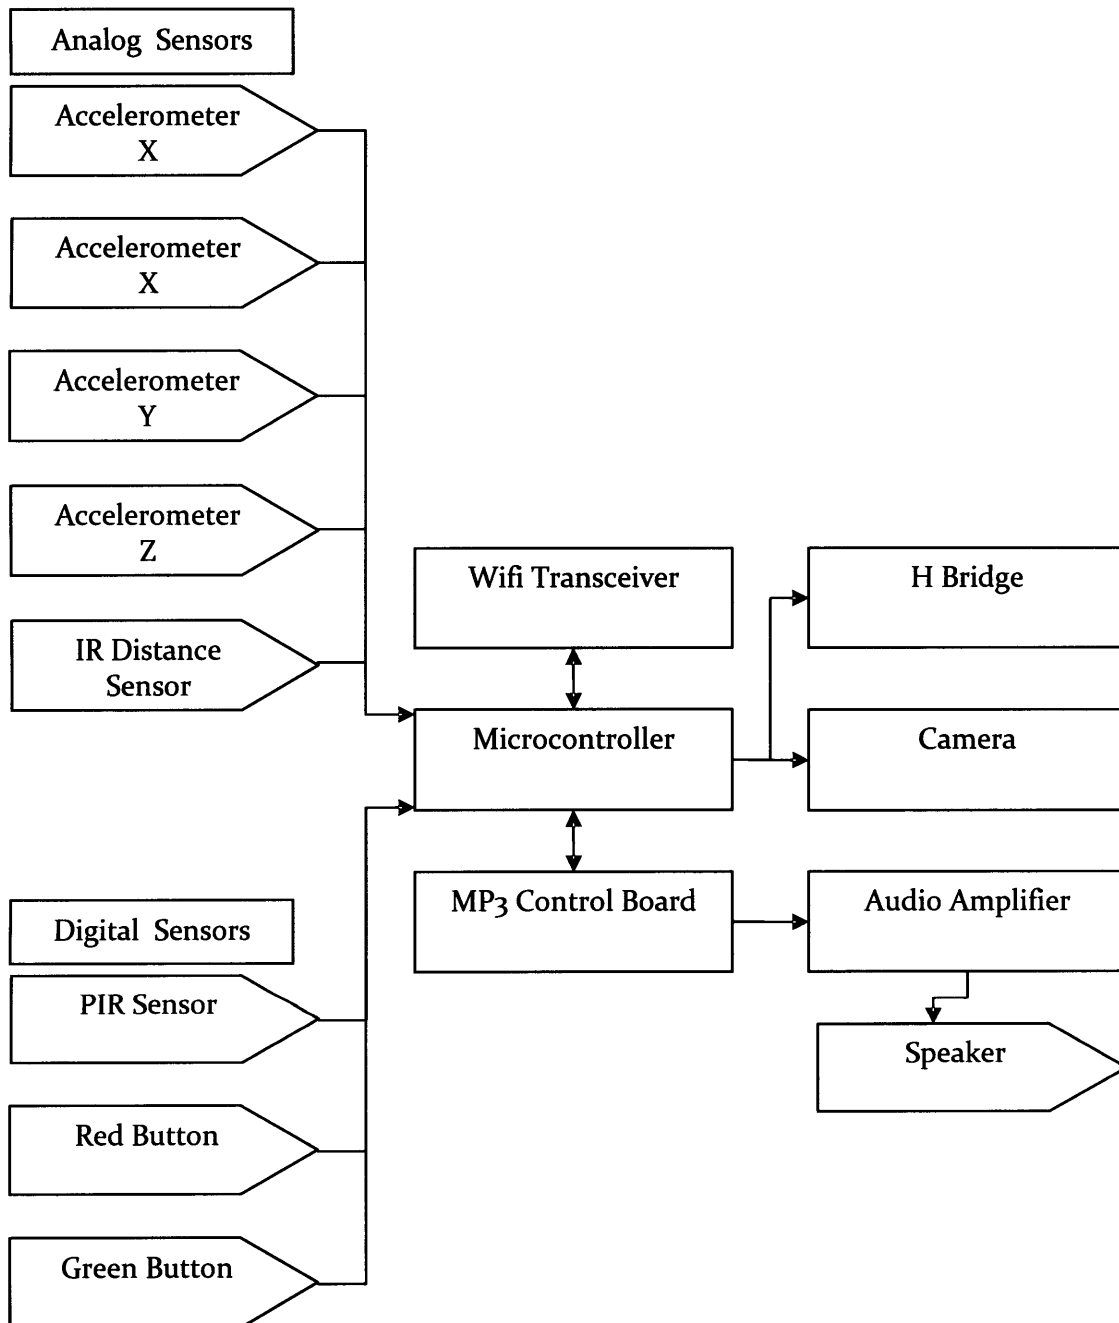 Analog Sensors
Accelerometer
X
Accelerometer
X
Accelerometer
Y
Accelerometer
Z
IR Distance
Sensor
Wifi Transceiver
H Bridge
Microcontroller
Camera
MP3 Control Board
Audio Amplifier
Speaker
Digital Sensors
PIR Sensor
Red Button
Green Button